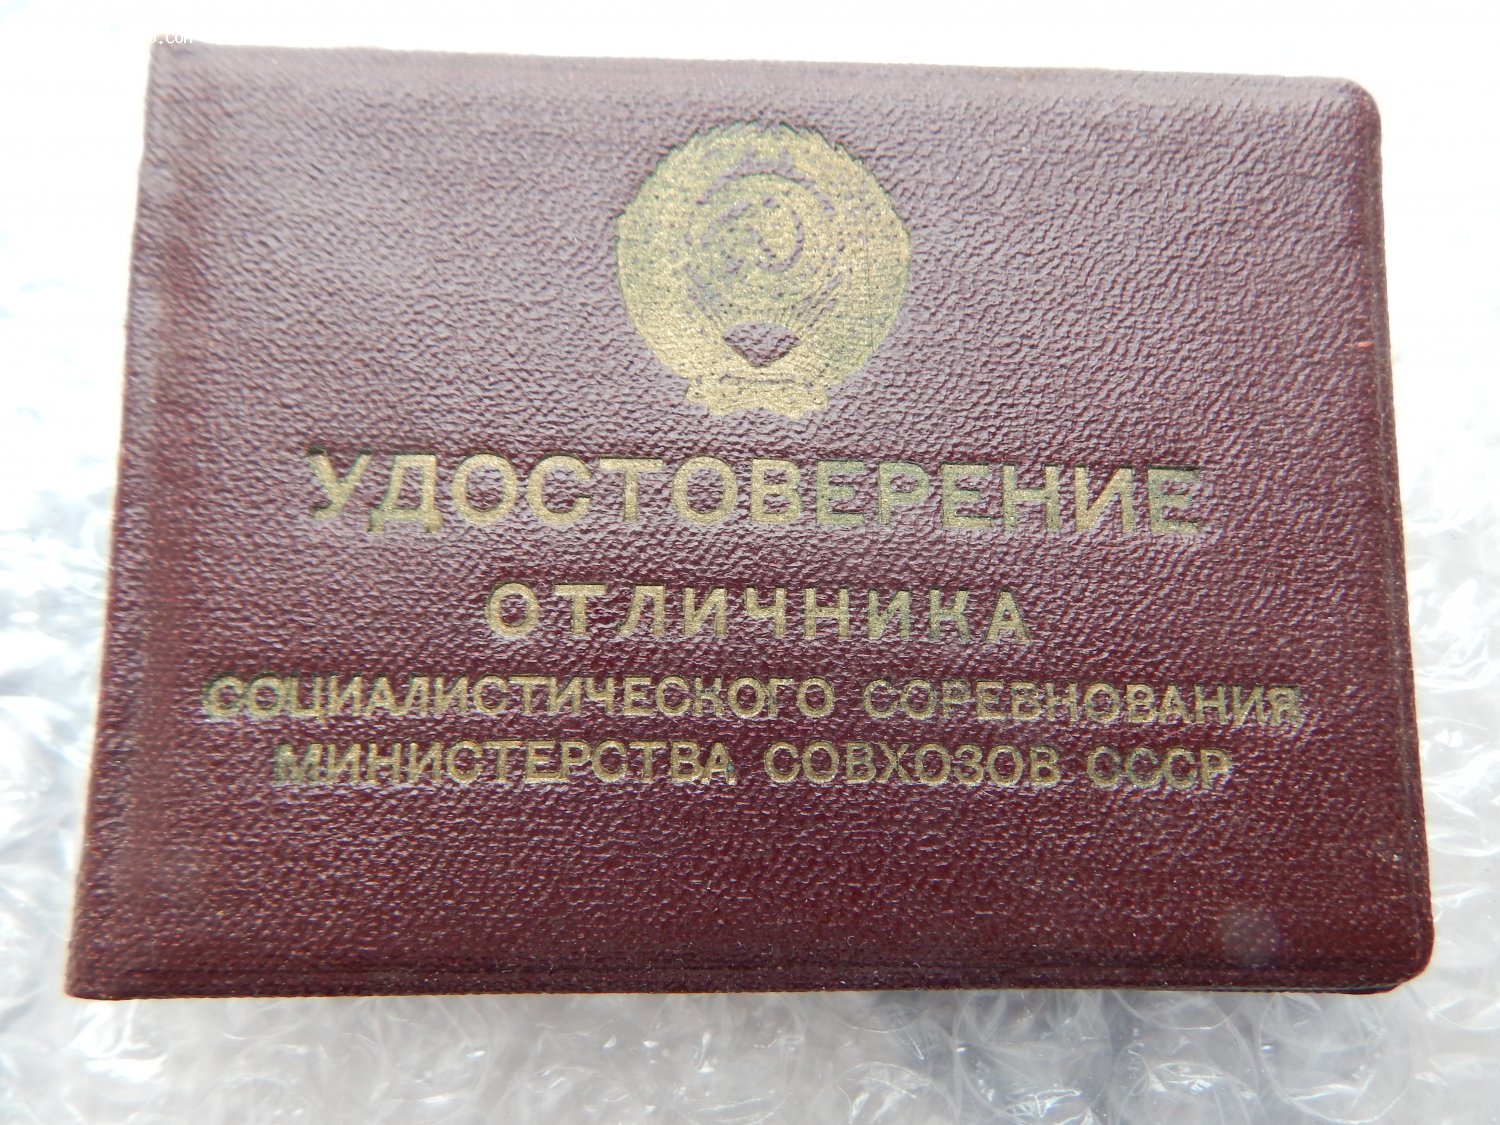 УДОСТОВЕРЕНИЕ
ОТЛИЧНИКА
СОЦИАЛИСТИЧЕСКОГО СОРЕВНОВАНИЯ
МИНИСТЕРСТВА СОВХОЗОВ СССР